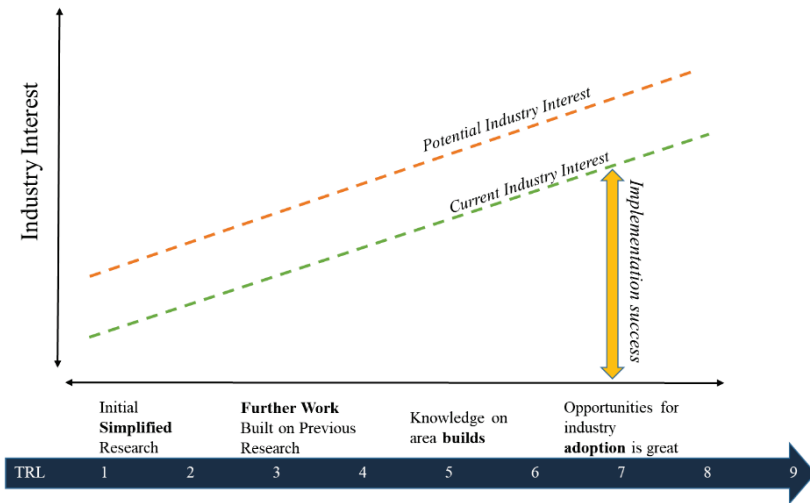 Industry Interest
Potential Industry Interest
Current Industry Interest
Implementation success
Initial
Simplified
Research
Further Work
Built on Previous
Research
Knowledge on
area builds
Opportunities for
industry
adoption is great
TRL 1 2 3 4 5 6 7 8 9